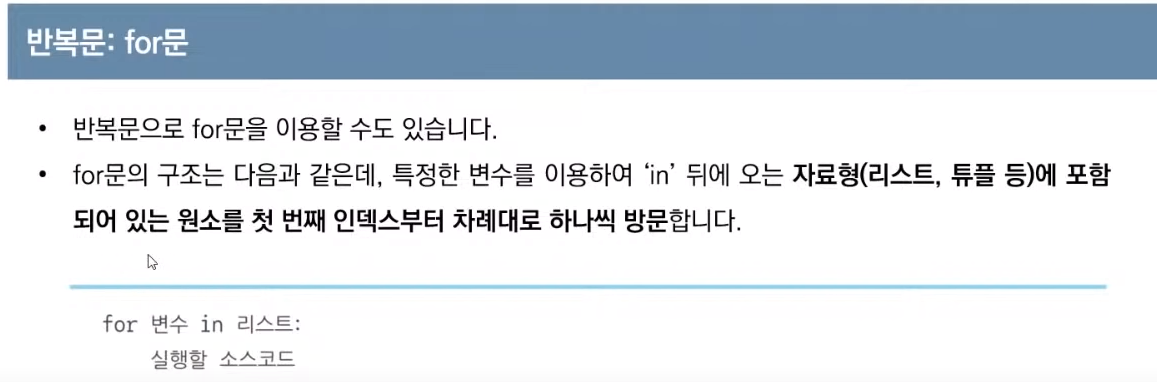 반복문: for문
• 반복문으로 for문을 이용할 수도 있습니다.
• for문의 구조는 다음과 같은데, 특정한 변수를 이용하여 ‘in’ 뒤에 오는 자료형(리스트, 튜플 등)에 포함
되어 있는 원소를 첫 번째 인덱스부터 차례대로 하나씩 방문합니다.
for 변수 in 리스트:
    실행할 소스코드